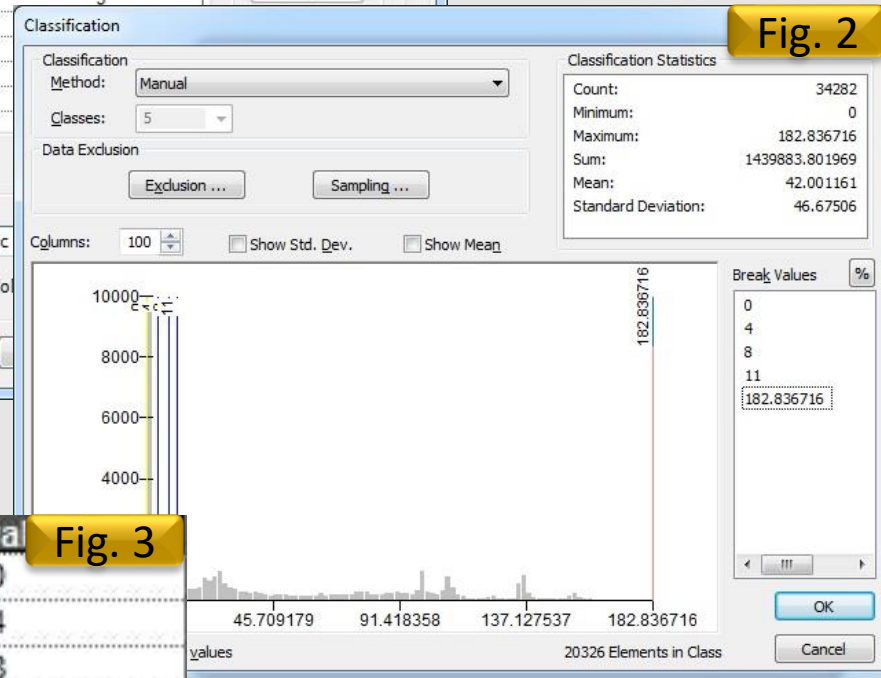 Classification
Fig. 2
Classification
Method: Manual
Classes: 5
Data Exclusion
Exclusion ...
Sampling ...
Classification Statistics
Count: 34282
Minimum: 0
Maximum: 182.836716
Sum: 1439883.801969
Mean: 42.001161
Standard Deviation: 46.67506
Columns: 100
Show Std. Dev.
Show Mean
Break Values
%
0
4
8
11
182.836716
10000
8000
6000
4000
11
182.836716
45.709179 91.418358 137.127537 182.836716
values
20326 Elements in Class
OK
Cancel
Fig. 3